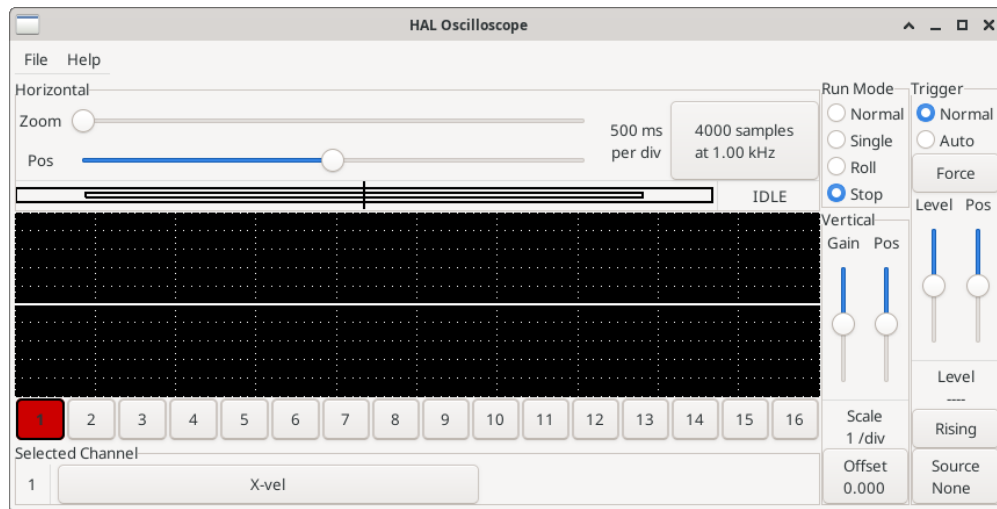 HAL Oscilloscope
File Help
Horizontal
Zoom
Pos
500 ms
per div
4000 samples
at 1.00 kHz
IDLE
Run Mode
Normal
Single
Roll
Stop
Trigger
Normal
Auto
Force
Level Pos
Vertical
Gain Pos
Level
----
Rising
Source
None
Scale
1 /div
Offset
0.000
1 2 3 4 5 6 7 8 9 10 11 12 13 14 15 16
Selected Channel
1 X-vel